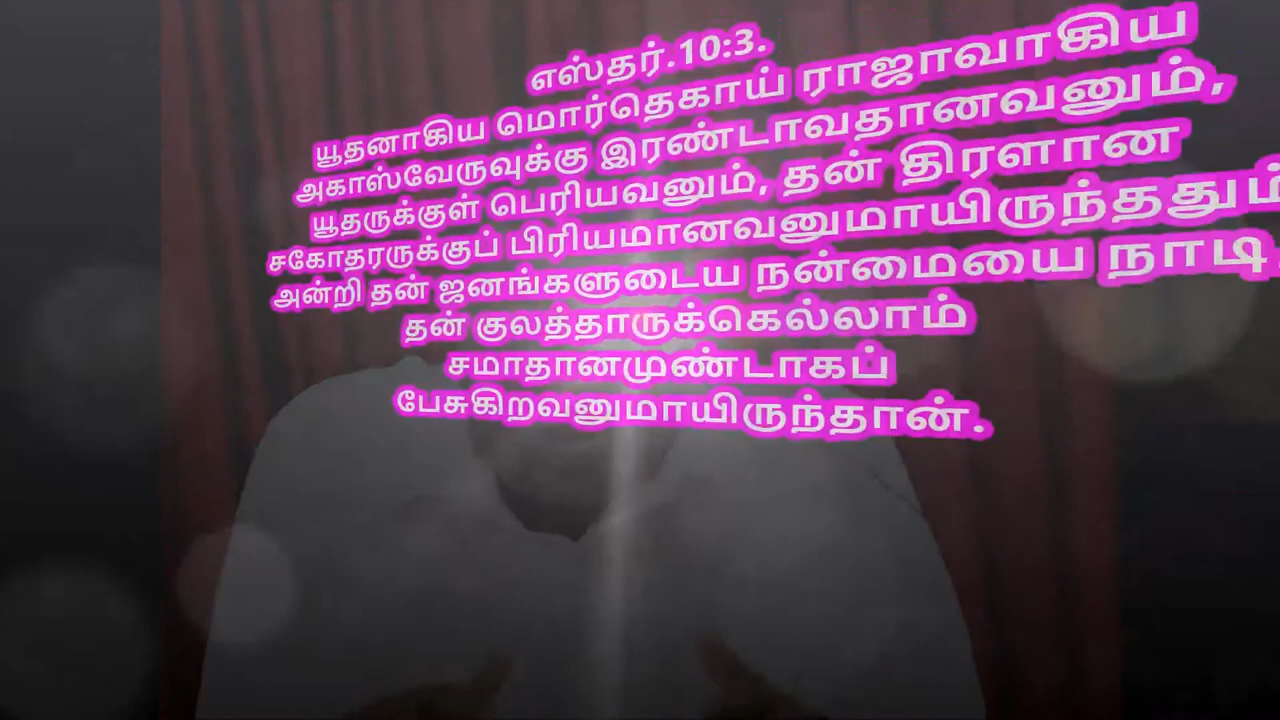 எஸ்தர்.10:3.
யூதனாகிய மொர்தெகாய் ராஜாவாகிய
அகாஸ்வேருவுக்கு இரண்டாவதானவனும்,
யூதருக்குள் பெரியவனும், தன் திரளான
சகோதரருக்குப் பிரியமானவனுமாயிருந்ததும்
அன்றி தன் ஜனங்களுடைய நன்மையை நாடி,
தன் குலத்தாருக்கெல்லாம்
சமாதானமுண்டாகப்
பேசுகிறவனுமாயிருந்தான்.